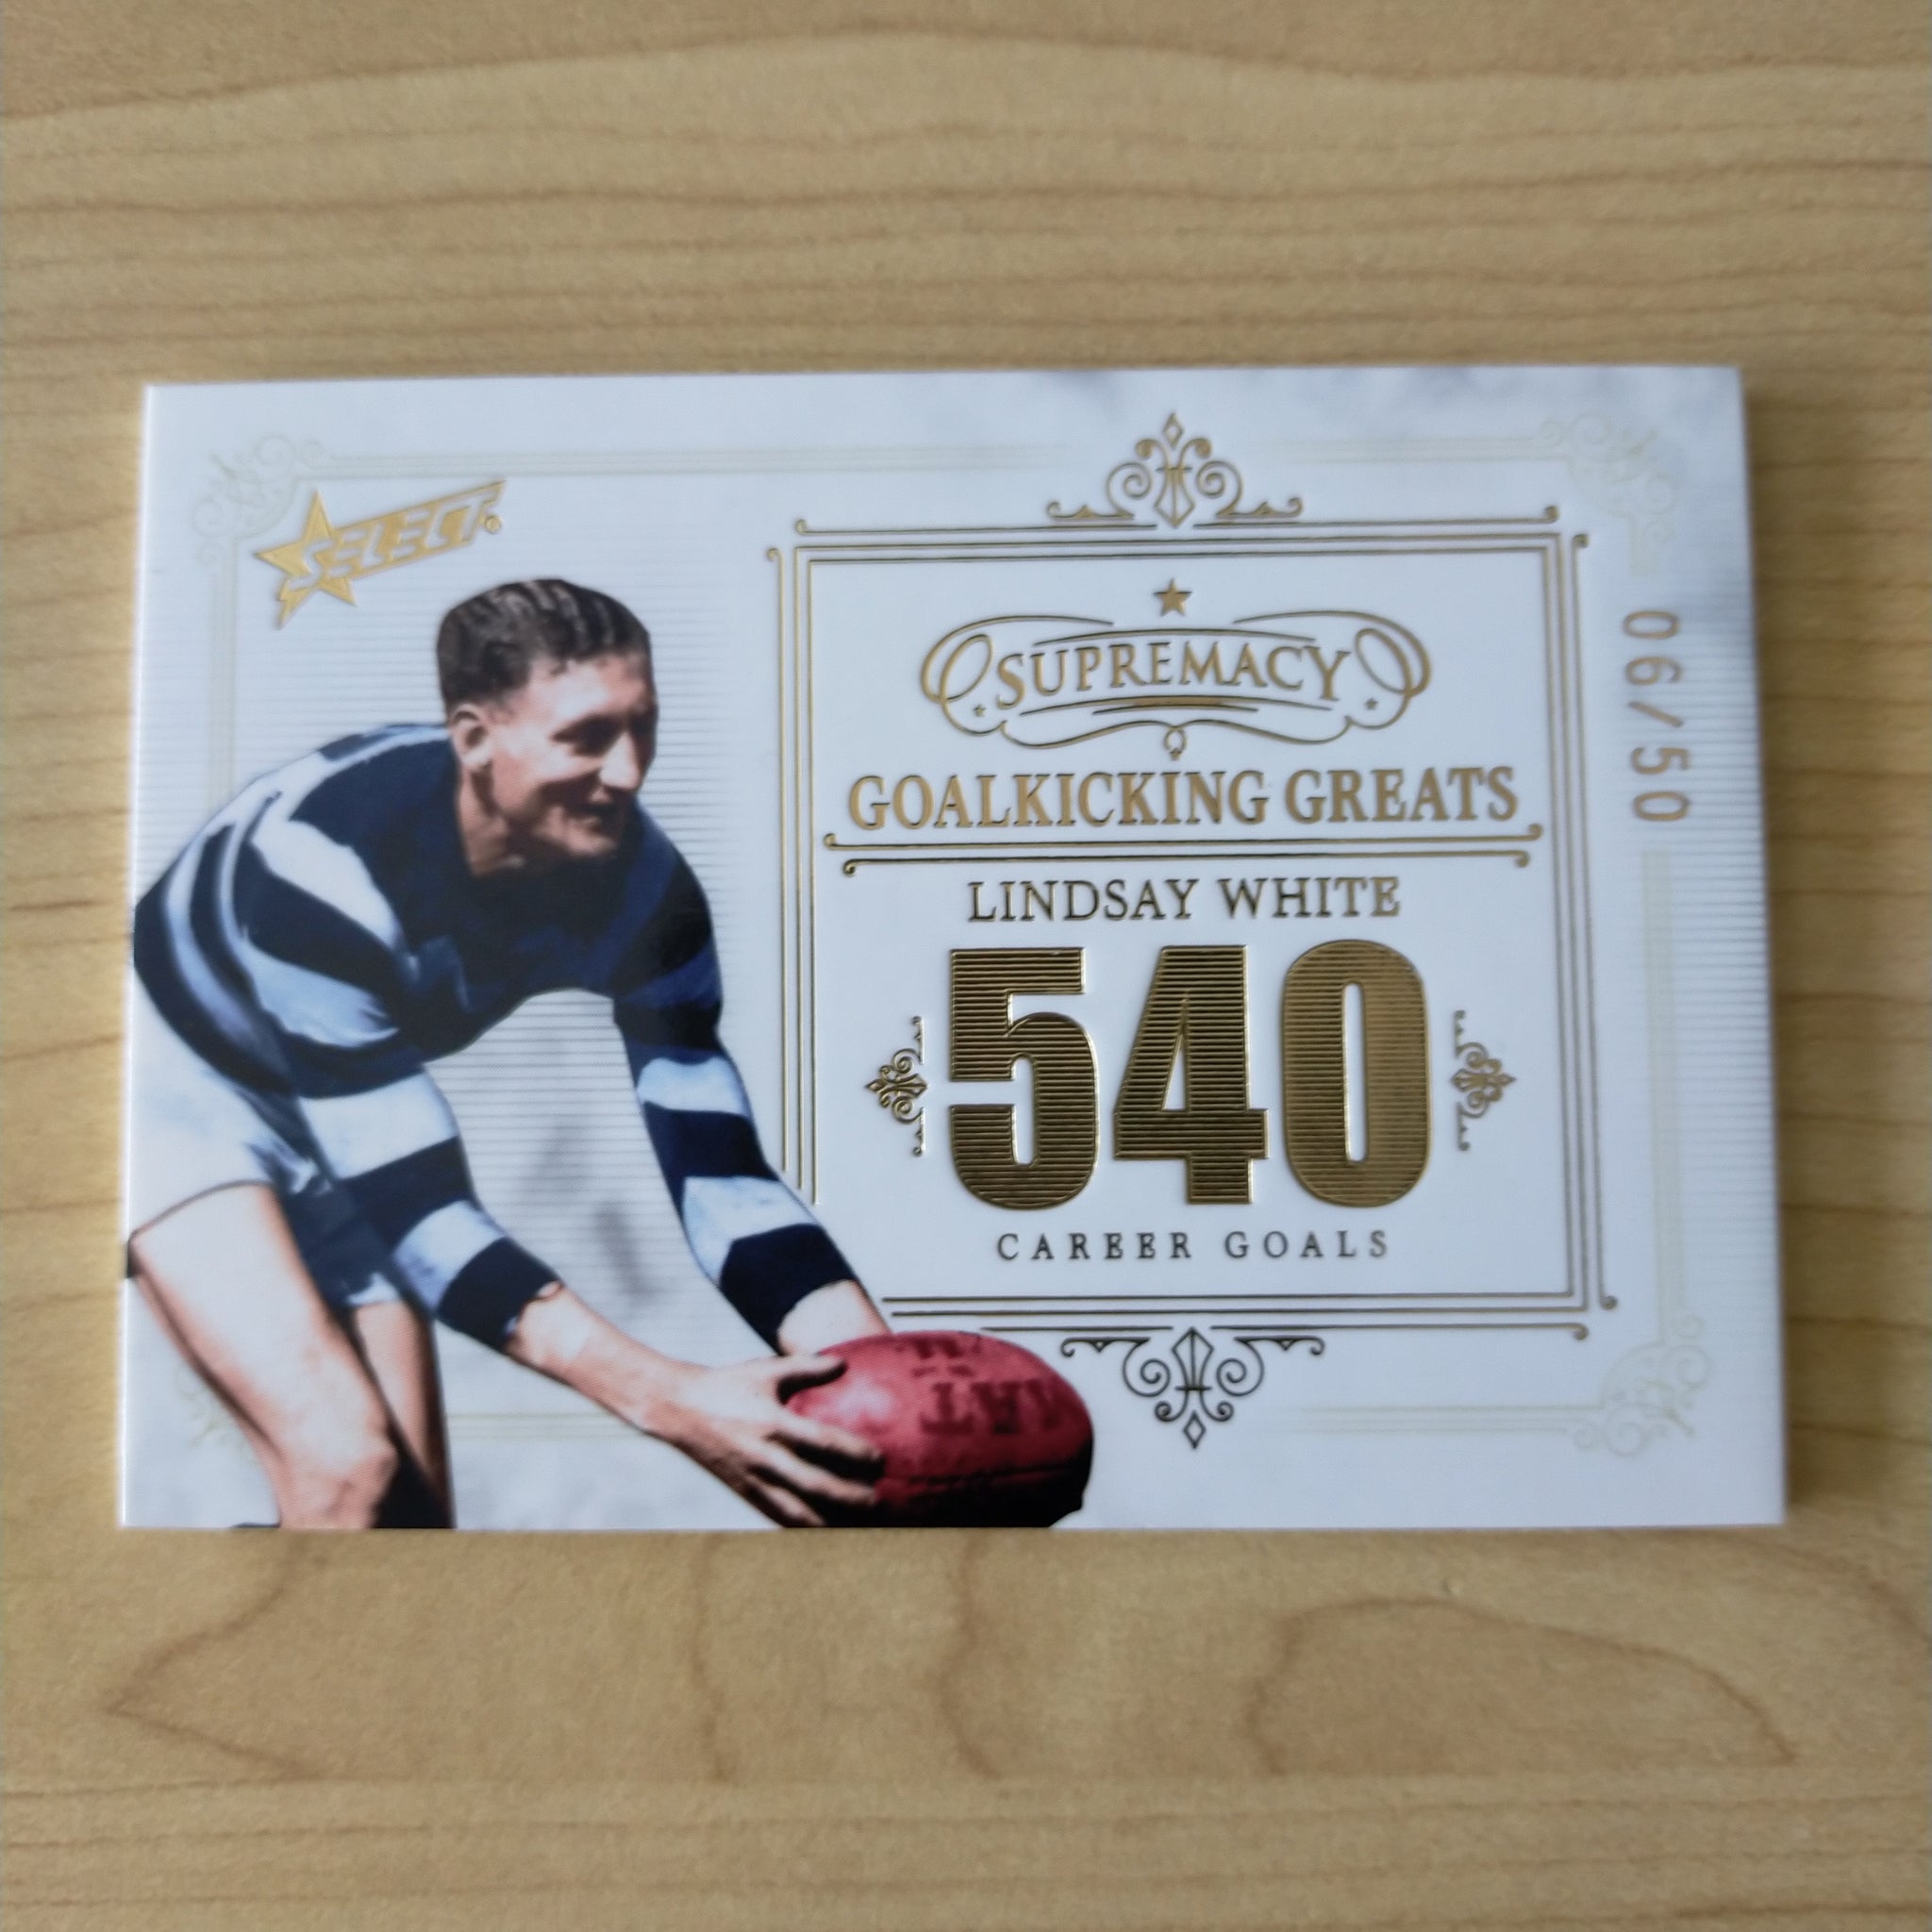 SELECT
SUPREMACY
GOALKICKING GREATS
LINDSAY WHITE
540
CAREER GOALS
06/50